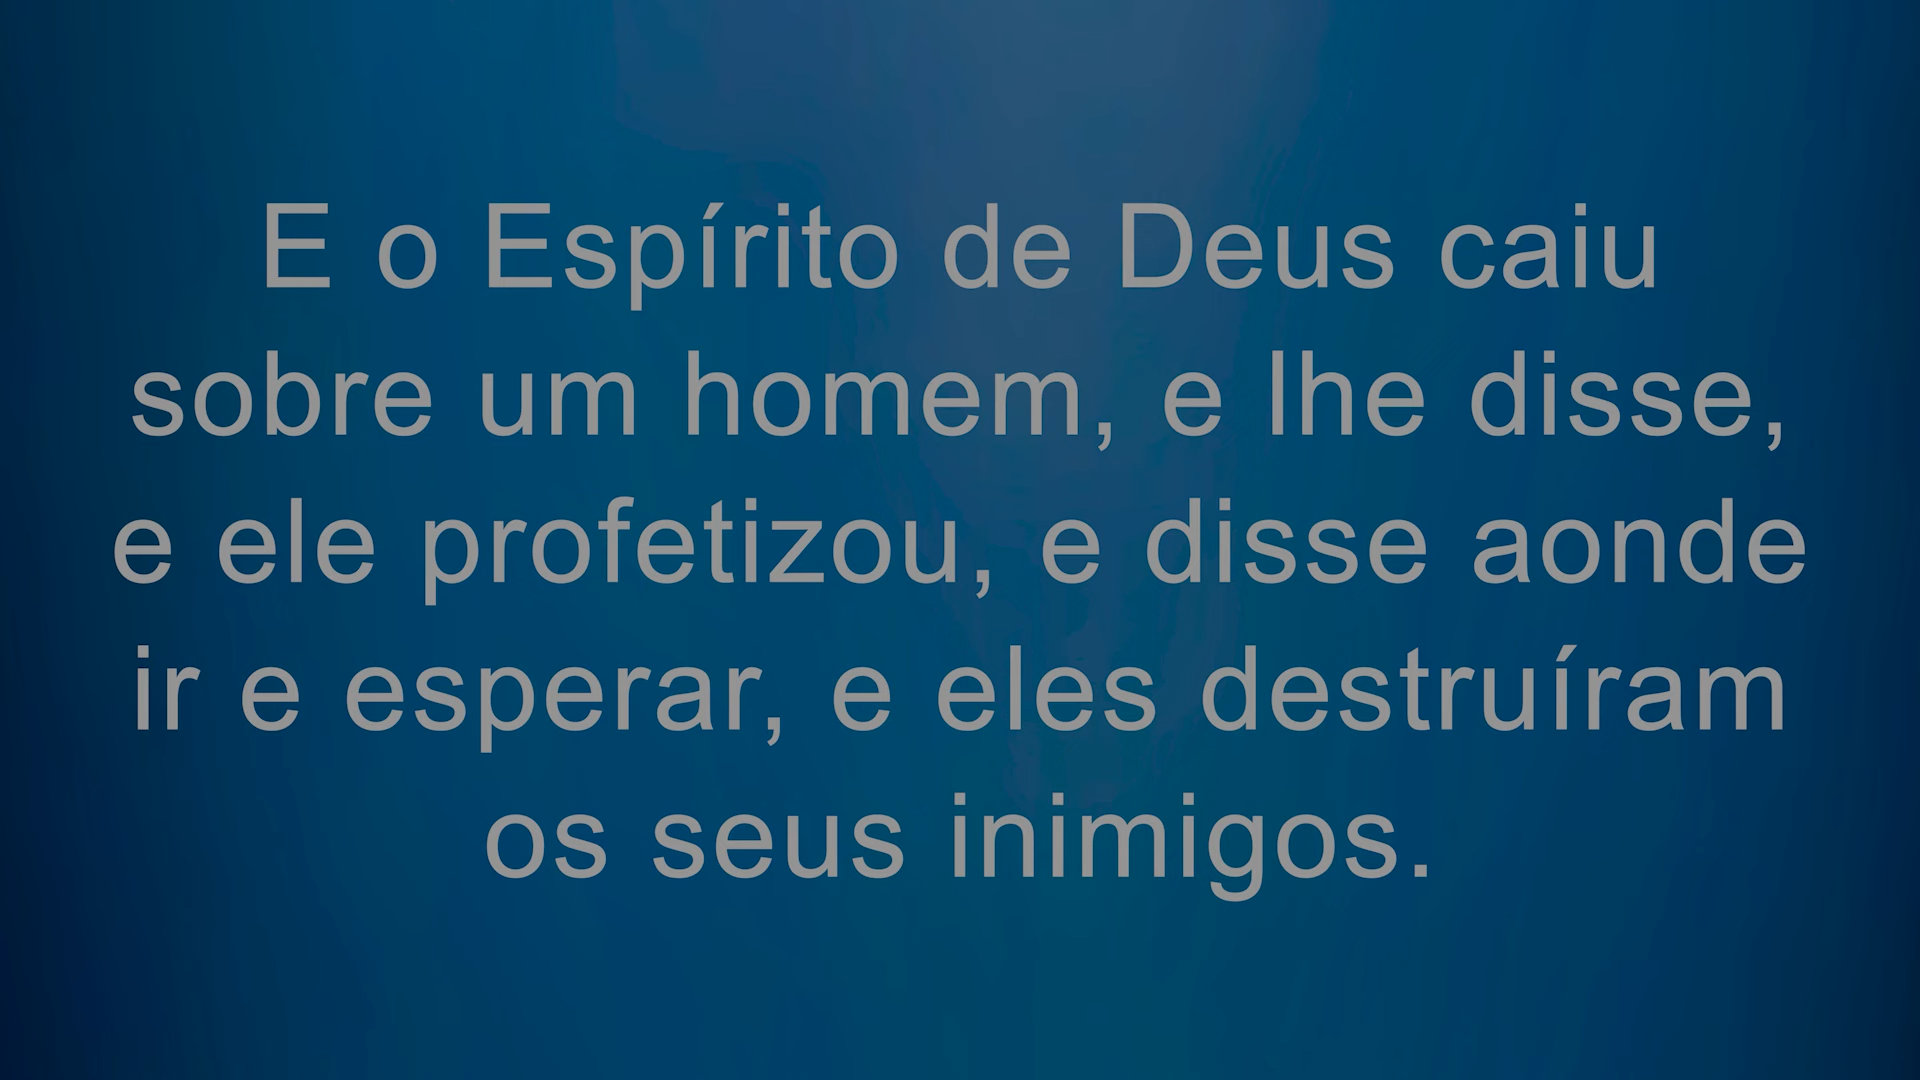 E o Espírito de Deus caiu
sobre um homem, e lhe disse,
e ele profetizou, e disse aonde
ir e esperar, e eles destruíram
os seus inimigos.